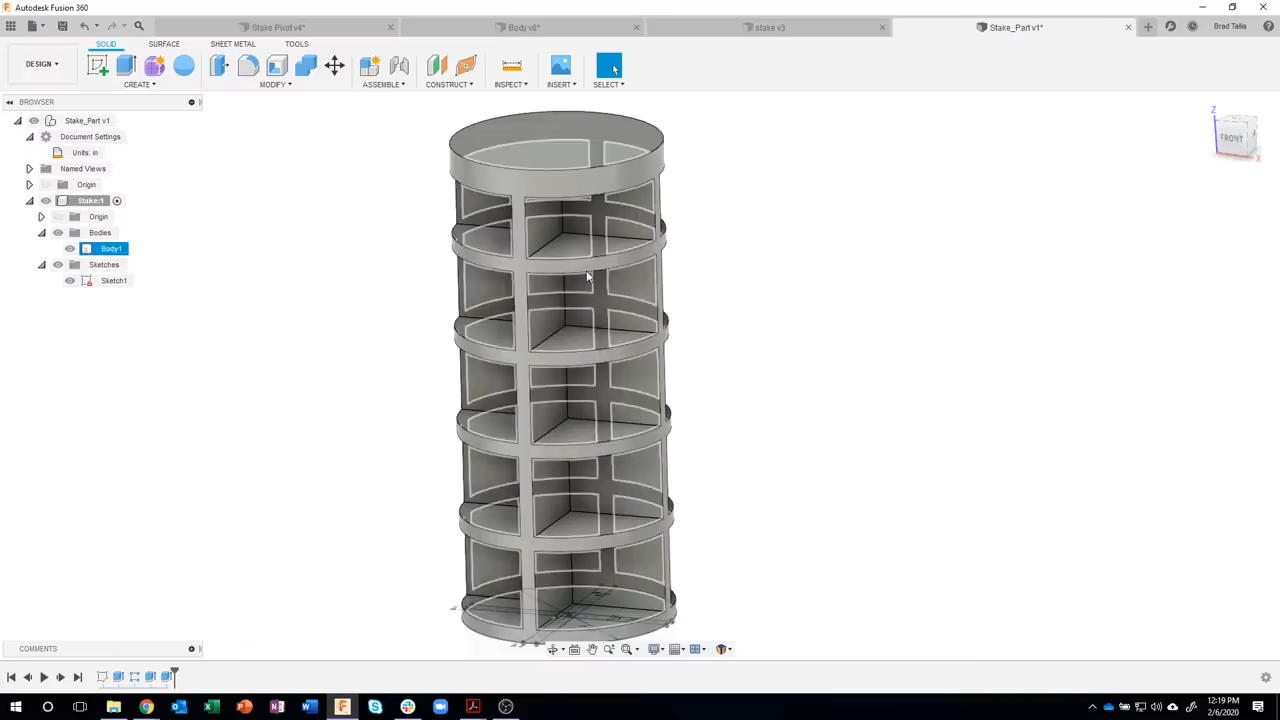 Autodesk Fusion 360
Stake Pivot v4*
Body v8*
stake v3
Stake_Part v1*
Brad Tallis
SOLID
SURFACE
SHEET METAL
TOOLS
DESIGN
CREATE
MODIFY
ASSEMBLE
CONSTRUCT
INSPECT
INSERT
SELECT
BROWSER
Stake_Part v1
Document Settings
Units: in
Named Views
Origin
Stake:1
Origin
Bodies
Body1
Sketches
Sketch1
Z
FRONT
X
COMMENTS
12:19 PM
2/6/2020